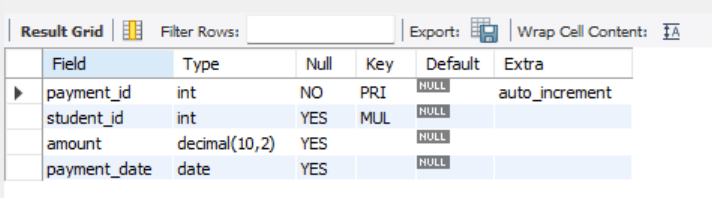 Result Grid Filter Rows: Export: Wrap Cell Content: IA
Field Type Null Key Default Extra
payment_id int NO PRI NULL auto_increment
student_id int YES MUL NULL
amount decimal(10,2) YES NULL
payment_date date YES NULL